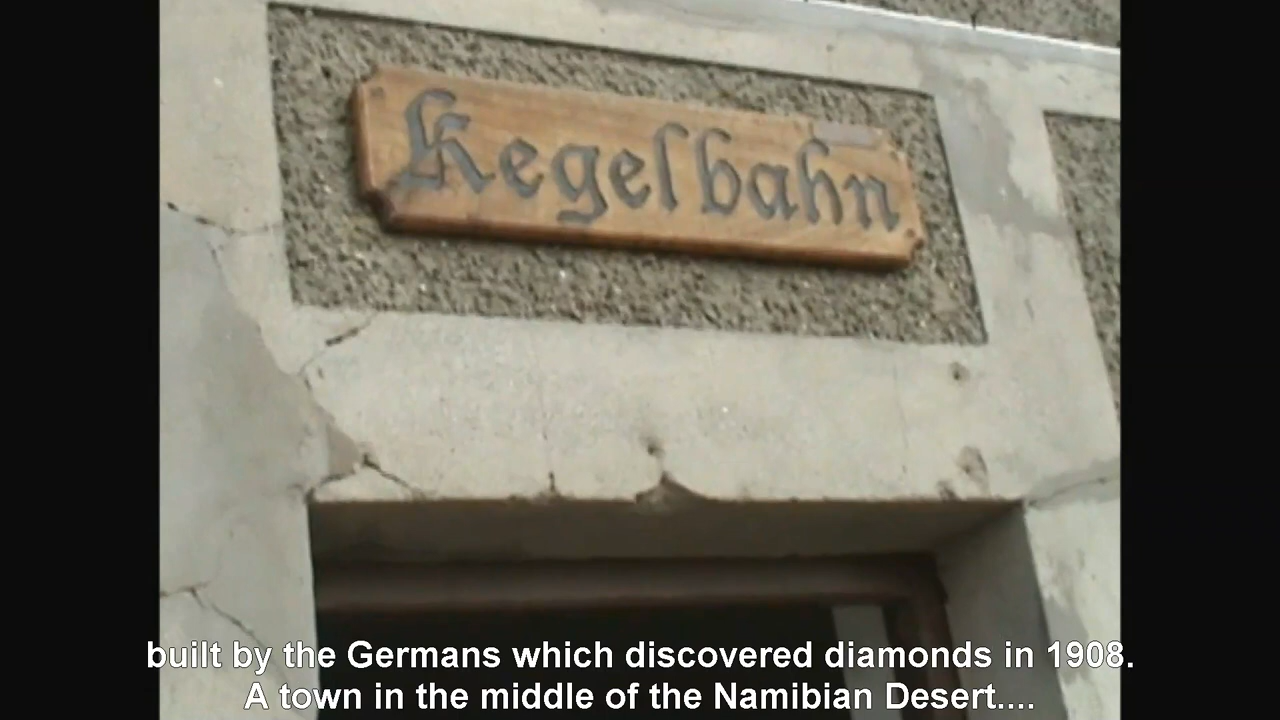 Kegelbahn
built by the Germans which discovered diamonds in 1908.
A town in the middle of the Namibian Desert....